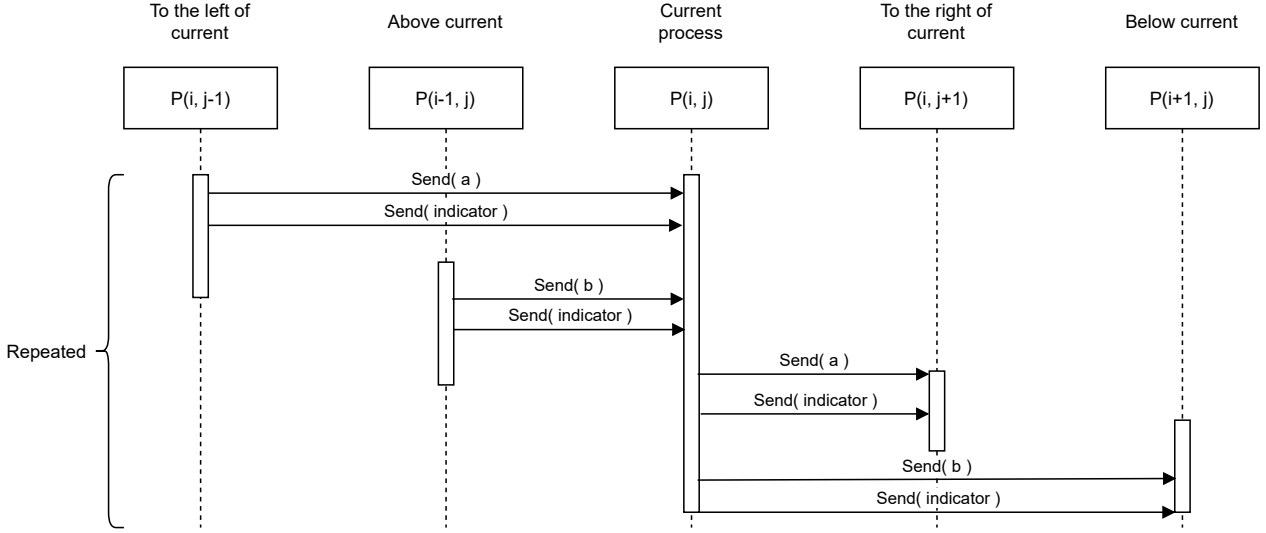 To the left of
current
Above current
Current
process
To the right of
current
Below current
P(i, j-1)
P(i-1, j)
P(i, j)
P(i, j+1)
P(i+1, j)
Send( a )
Send( indicator )
Send( b )
Send( indicator )
Repeated
Send( a )
Send( indicator )
Send( b )
Send( indicator )